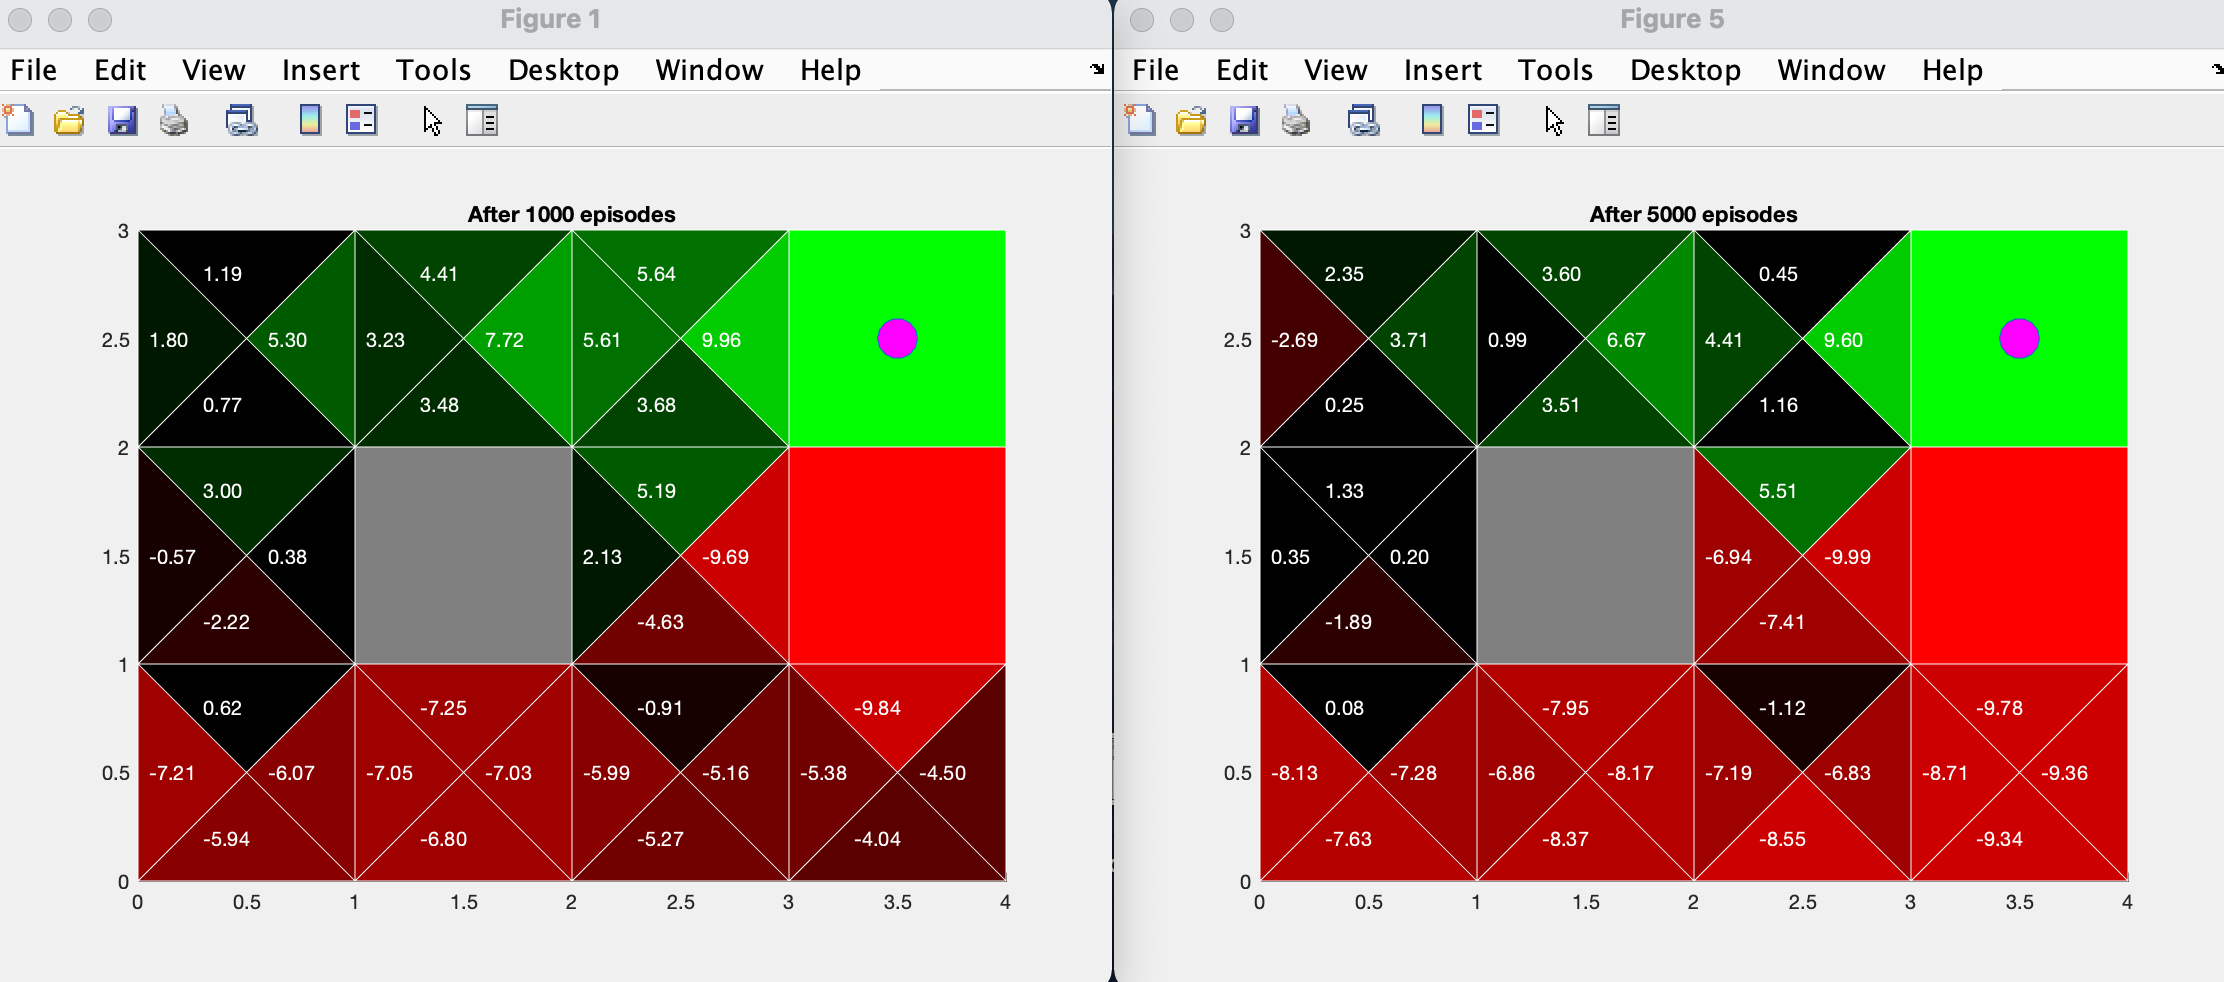 Figure 1
File Edit View Insert Tools Desktop Window Help
After 1000 episodes
3
1.19 4.41 5.64
2.5 1.80 5.30 3.23 7.72 5.61 9.96
0.77 3.48 3.68
2
3.00 5.19
1.5 -0.57 0.38 2.13 -9.69
-2.22 -4.63
1
0.62 -7.25 -0.91 -9.84
0.5 -7.21 -6.07 -7.05 -7.03 -5.99 -5.16 -5.38 -4.50
-5.94 -6.80 -5.27 -4.04
0
0 0.5 1 1.5 2 2.5 3 3.5 4
Figure 5
File Edit View Insert Tools Desktop Window Help
After 5000 episodes
3
2.35 3.60 0.45
2.5 -2.69 3.71 0.99 6.67 4.41 9.60
0.25 3.51 1.16
2
1.33 5.51
1.5 0.35 0.20 -6.94 -9.99
-1.89 -7.41
1
0.08 -7.95 -1.12 -9.78
0.5 -8.13 -7.28 -6.86 -8.17 -7.19 -6.83 -8.71 -9.36
-7.63 -8.37 -8.55 -9.34
0
0 0.5 1 1.5 2 2.5 3 3.5 4